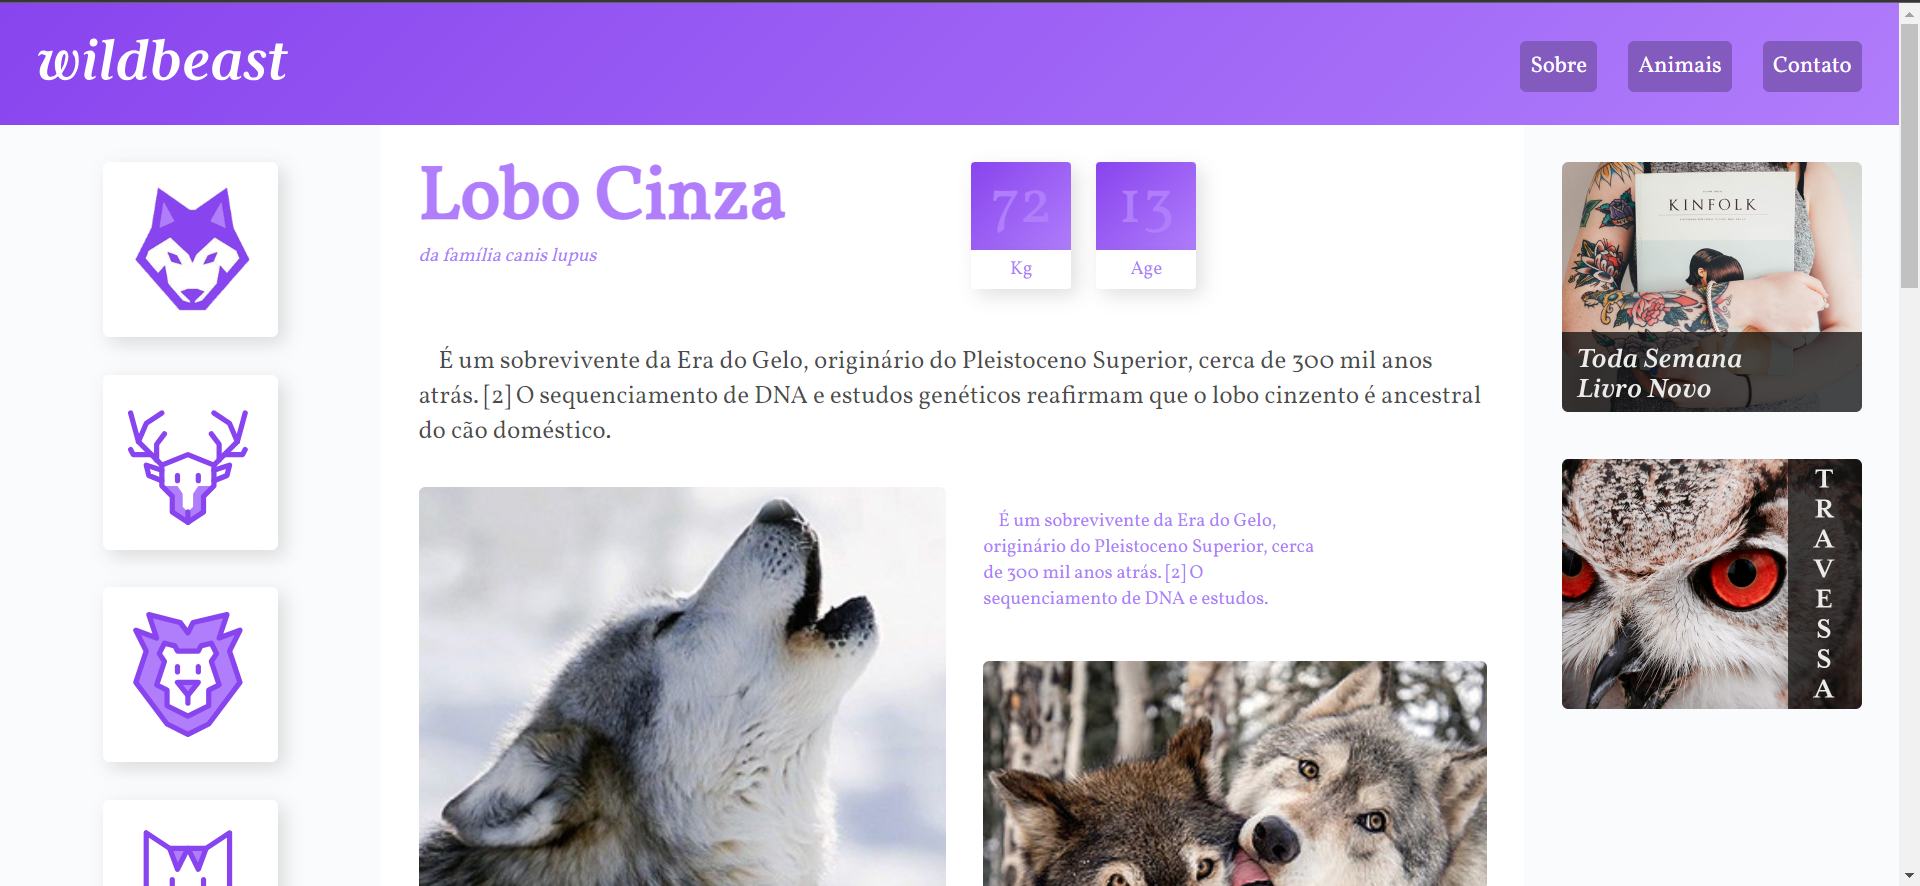 wildbeast
Sobre
Animais
Contato
Lobo Cinza
da família canis lupus
72
Kg
13
Age
É um sobrevivente da Era do Gelo, originário do Pleistoceno Superior, cerca de 300 mil anos
atrás. [2] O sequenciamento de DNA e estudos genéticos reafirmam que o lobo cinzento é ancestral
do cão doméstico.
É um sobrevivente da Era do Gelo,
originário do Pleistoceno Superior, cerca
de 300 mil anos atrás. [2] O
sequenciamento de DNA e estudos.
KINFOLK
Toda Semana
Livro Novo
TRAVESSA